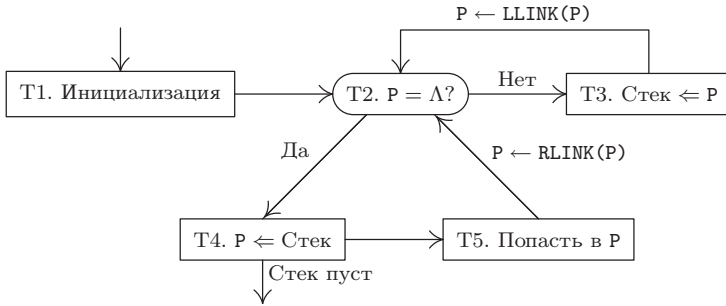 P ← LLINK(P)
T1. Инициализация
T2. P = Λ?
Нет
T3. Стек ⇐ P
Да
P ← RLINK(P)
T4. P ⇐ Стек
T5. Попасть в P
Стек пуст